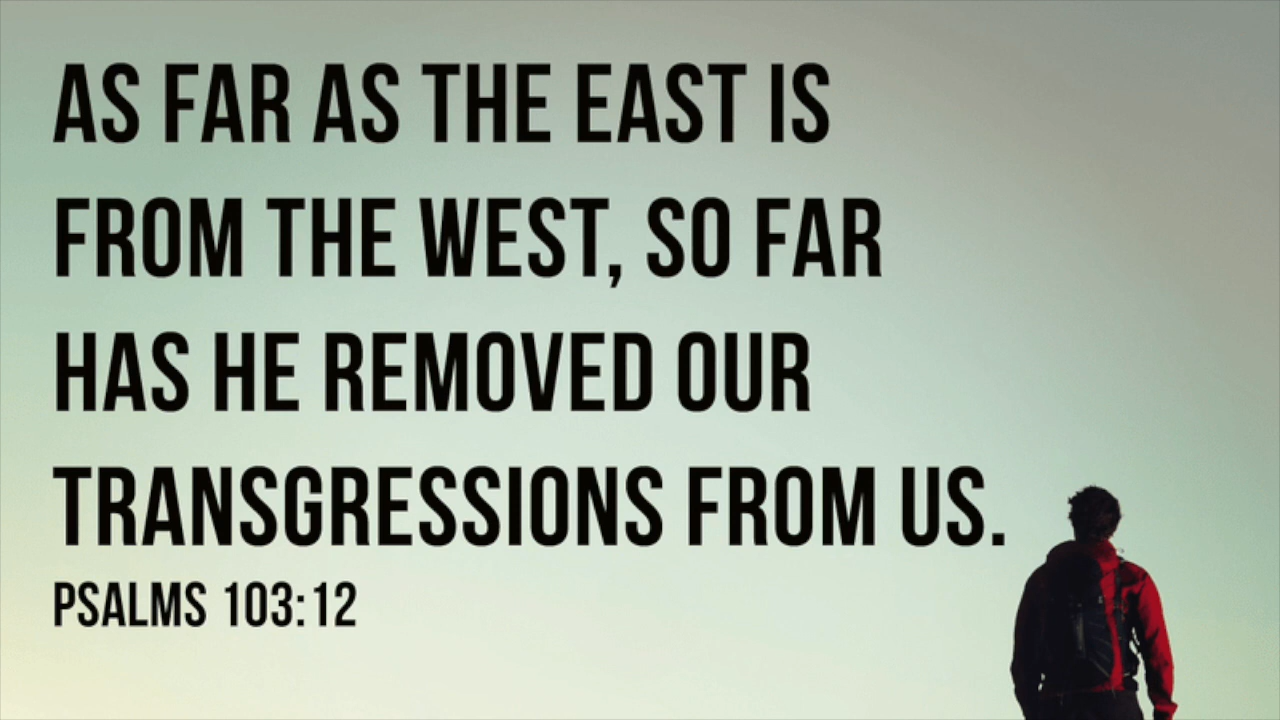 AS FAR AS THE EAST IS
FROM THE WEST, SO FAR
HAS HE REMOVED OUR
TRANSGRESSIONS FROM US.
PSALMS 103:12